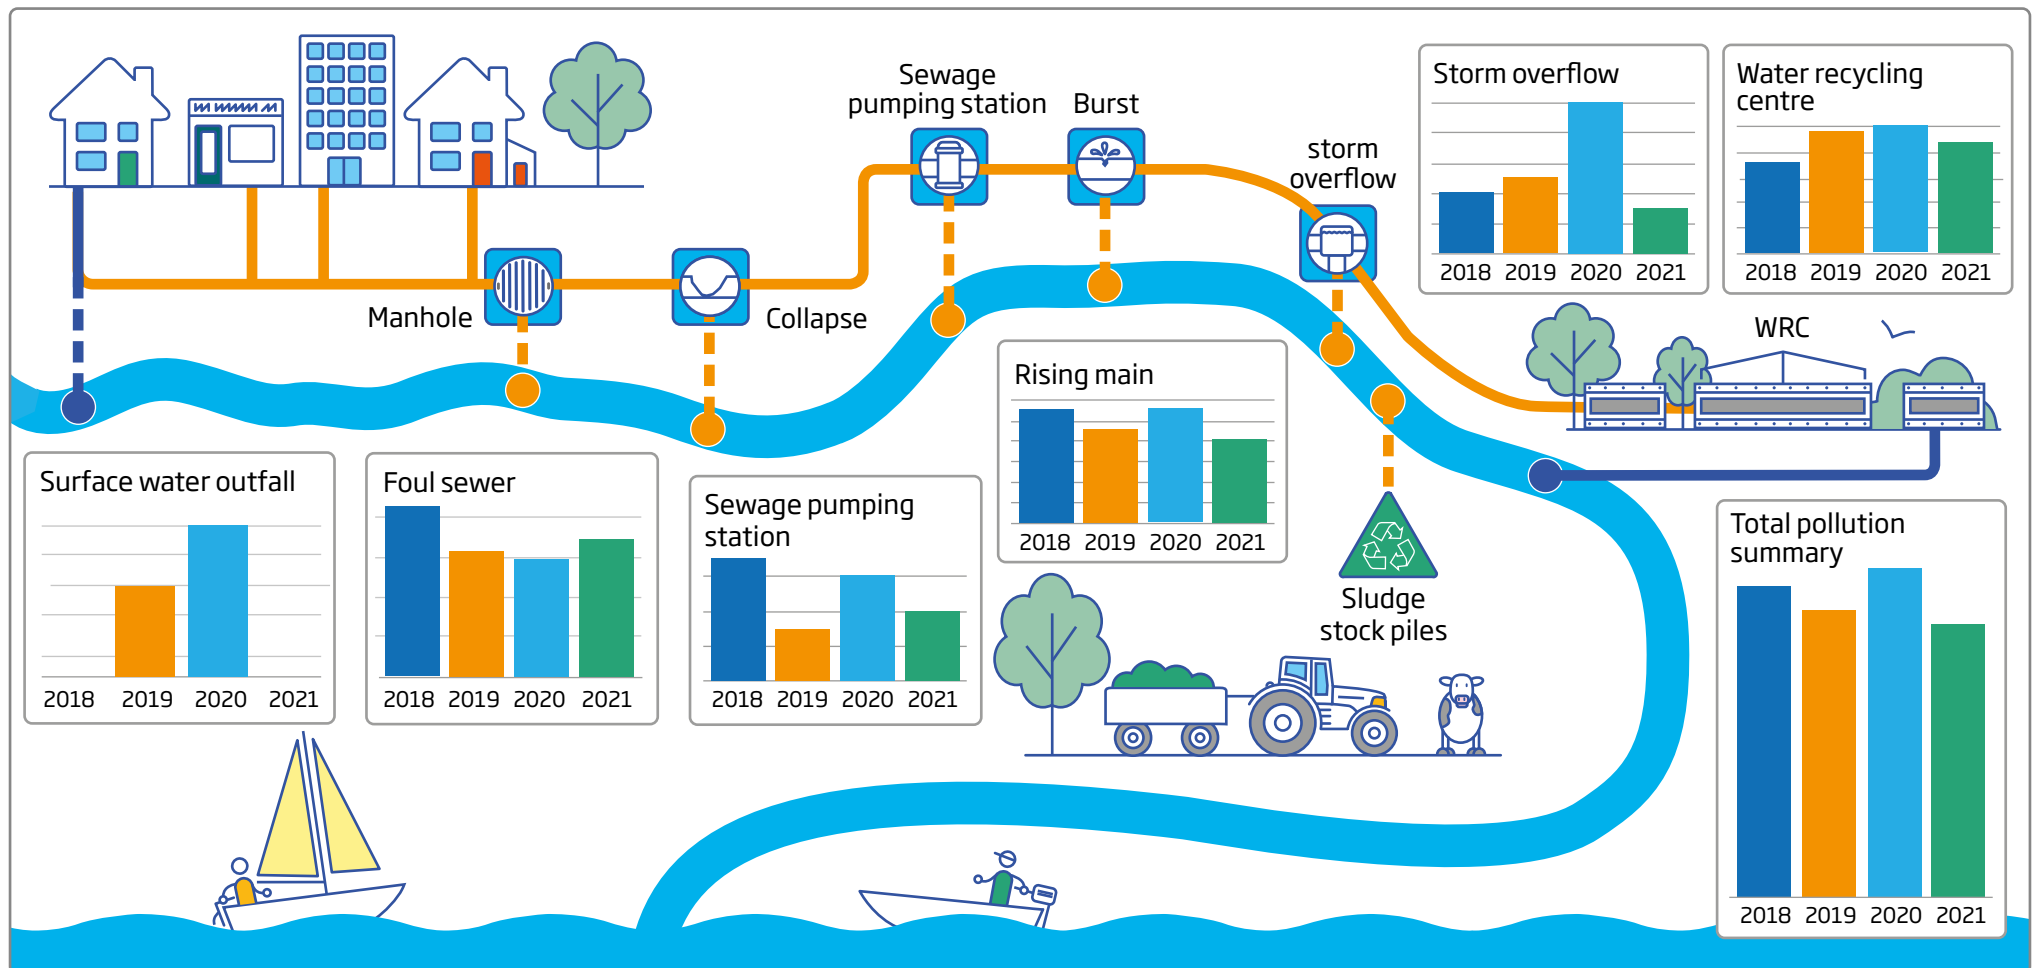 Sewage
pumping station
Burst
storm
overflow
Manhole
Collapse
Storm overflow
2018 2019 2020 2021
Water recycling
centre
2018 2019 2020 2021
WRC
Rising main
2018 2019 2020 2021
Surface water outfall
2018 2019 2020 2021
Foul sewer
2018 2019 2020 2021
Sewage pumping
station
2018 2019 2020 2021
Sludge
stock piles
Total pollution
summary
2018 2019 2020 2021